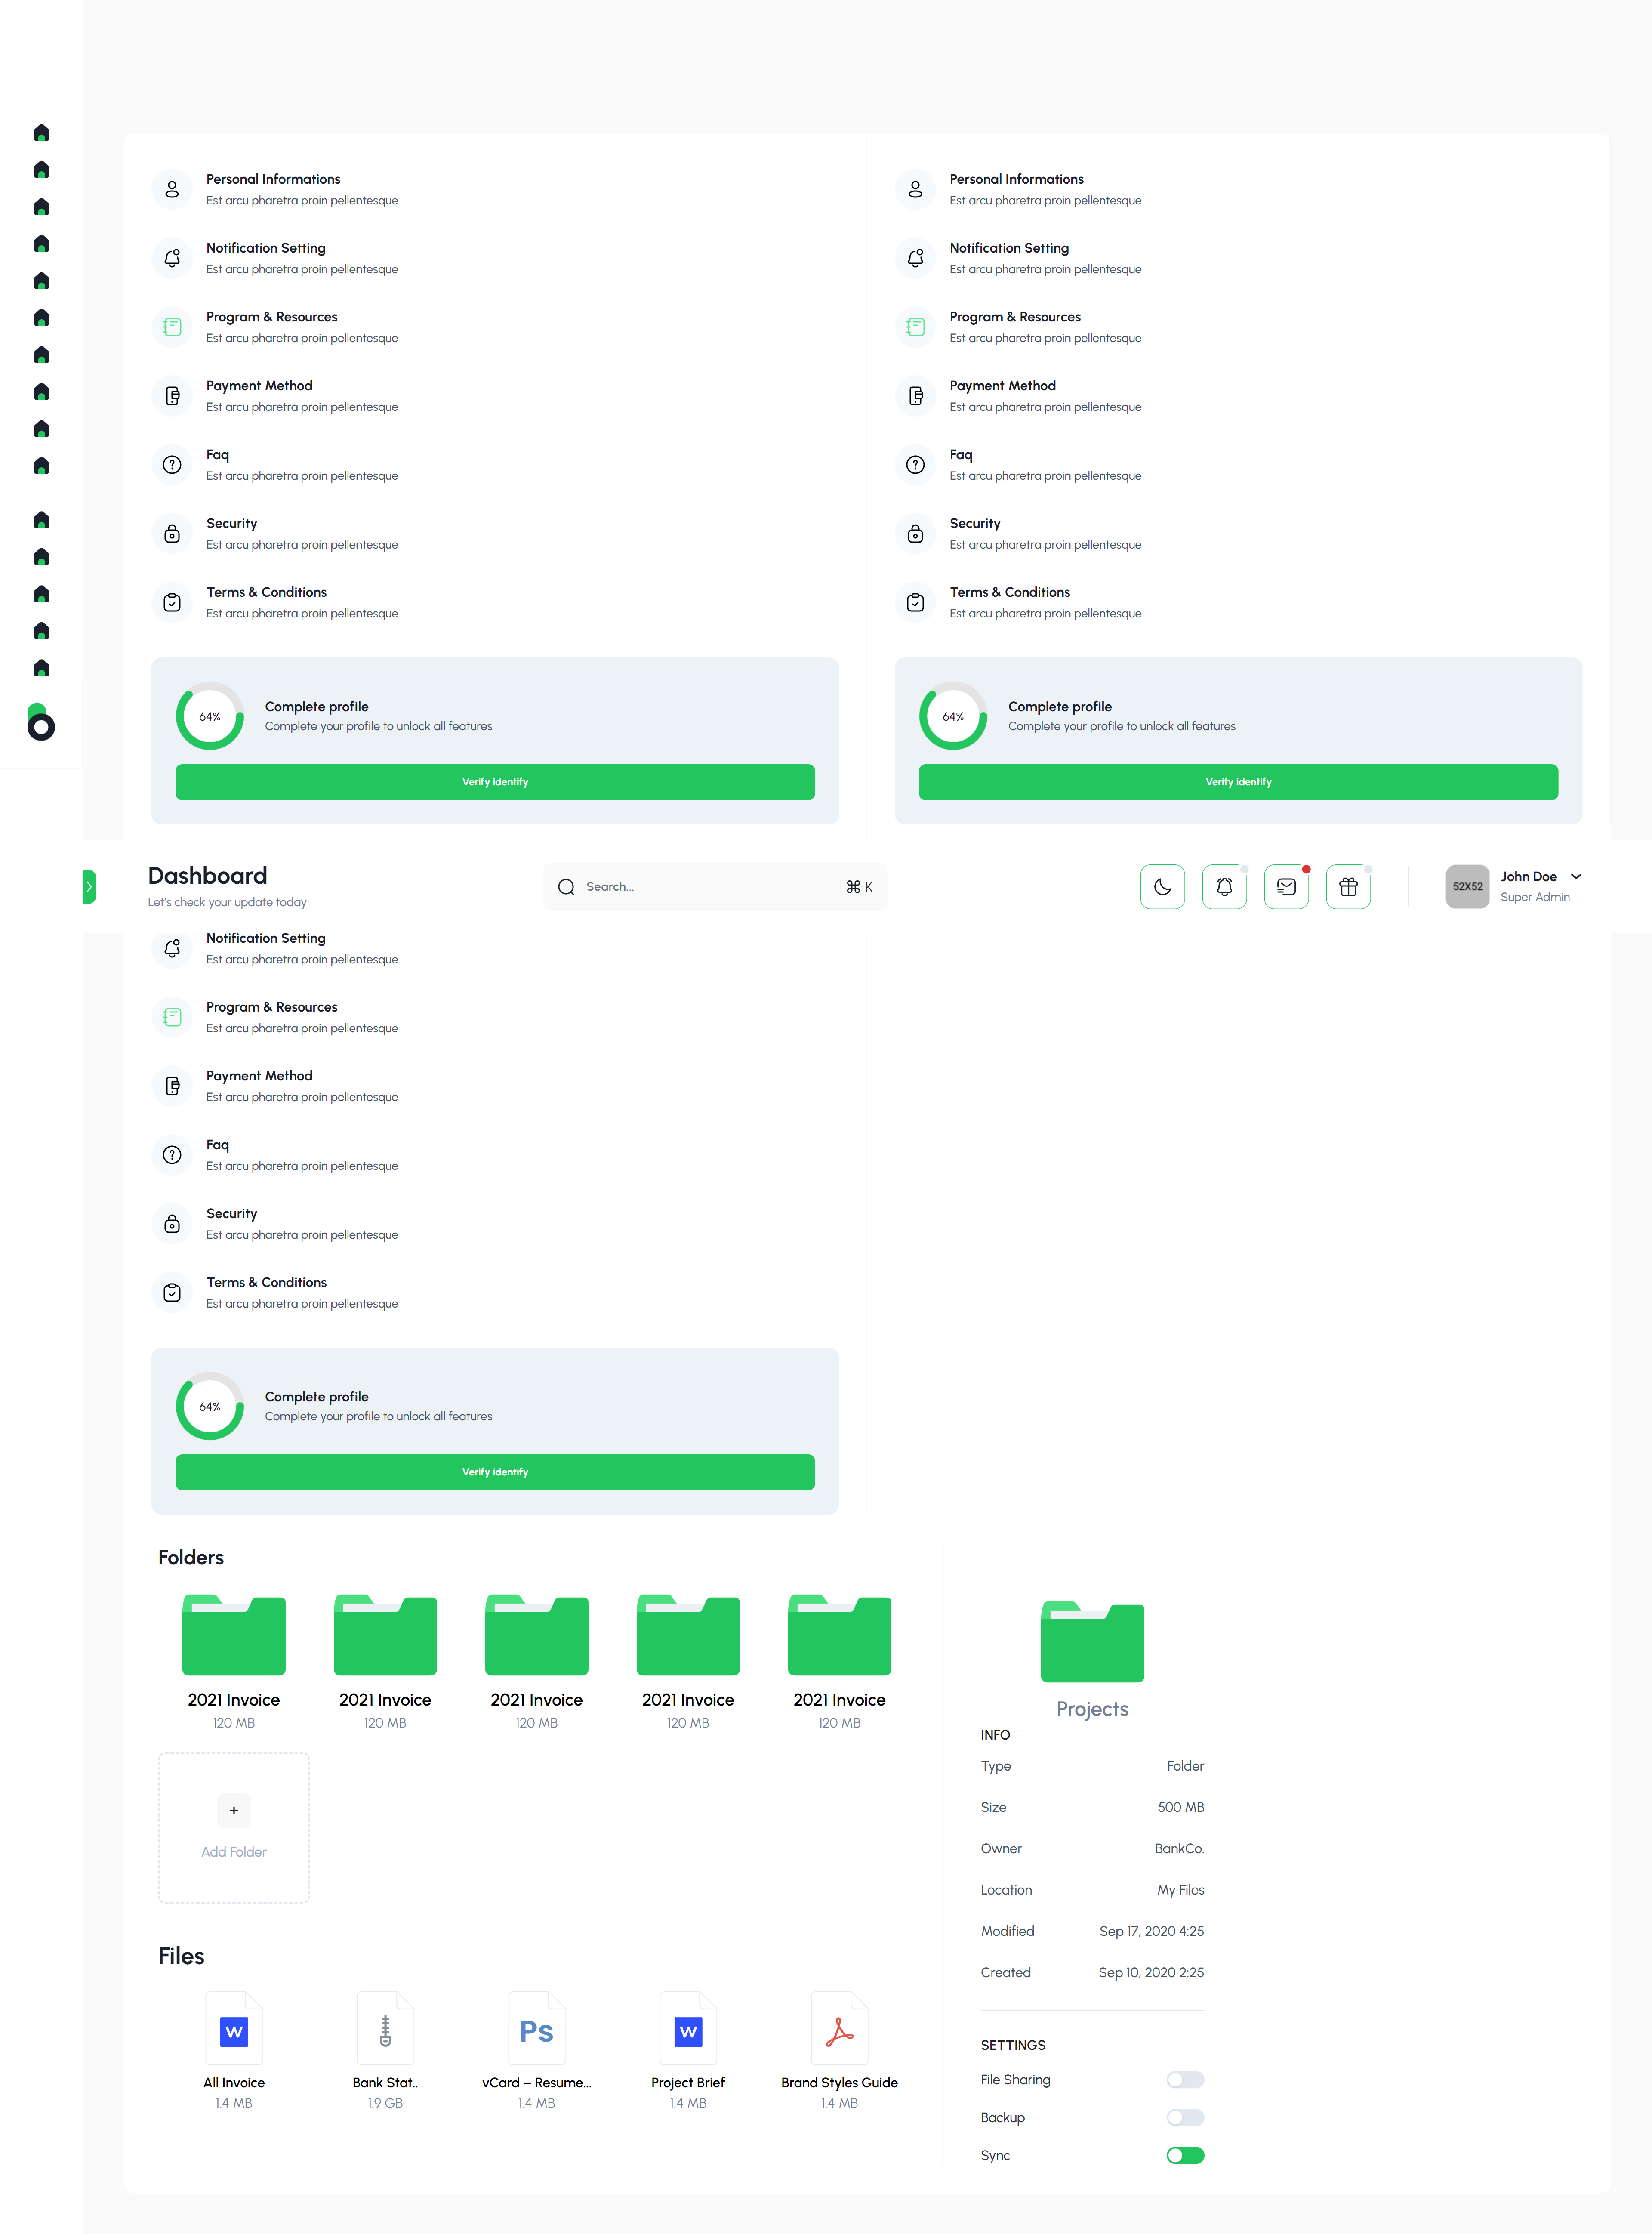 Personal Informations
Est arcu pharetra proin pellentesque
Notification Setting
Est arcu pharetra proin pellentesque
Program & Resources
Est arcu pharetra proin pellentesque
Payment Method
Est arcu pharetra proin pellentesque
Faq
Est arcu pharetra proin pellentesque
Security
Est arcu pharetra proin pellentesque
Terms & Conditions
Est arcu pharetra proin pellentesque
64%
Complete profile
Complete your profile to unlock all features
Verify identify
Personal Informations
Est arcu pharetra proin pellentesque
Notification Setting
Est arcu pharetra proin pellentesque
Program & Resources
Est arcu pharetra proin pellentesque
Payment Method
Est arcu pharetra proin pellentesque
Faq
Est arcu pharetra proin pellentesque
Security
Est arcu pharetra proin pellentesque
Terms & Conditions
Est arcu pharetra proin pellentesque
64%
Complete profile
Complete your profile to unlock all features
Verify identify
Dashboard
Let's check your update today
Search...
⌘ K
52X52
John Doe
Super Admin
Notification Setting
Est arcu pharetra proin pellentesque
Program & Resources
Est arcu pharetra proin pellentesque
Payment Method
Est arcu pharetra proin pellentesque
Faq
Est arcu pharetra proin pellentesque
Security
Est arcu pharetra proin pellentesque
Terms & Conditions
Est arcu pharetra proin pellentesque
64%
Complete profile
Complete your profile to unlock all features
Verify identify
Folders
2021 Invoice
120 MB
2021 Invoice
120 MB
2021 Invoice
120 MB
2021 Invoice
120 MB
2021 Invoice
120 MB
+
Add Folder
Files
W
All Invoice
1.4 MB
Bank Stat..
1.9 GB
Ps
vCard – Resume...
1.4 MB
W
Project Brief
1.4 MB
Brand Styles Guide
1.4 MB
Projects
INFO
Type Folder
Size 500 MB
Owner BankCo.
Location My Files
Modified Sep 17, 2020 4:25
Created Sep 10, 2020 2:25
SETTINGS
File Sharing
Backup
Sync